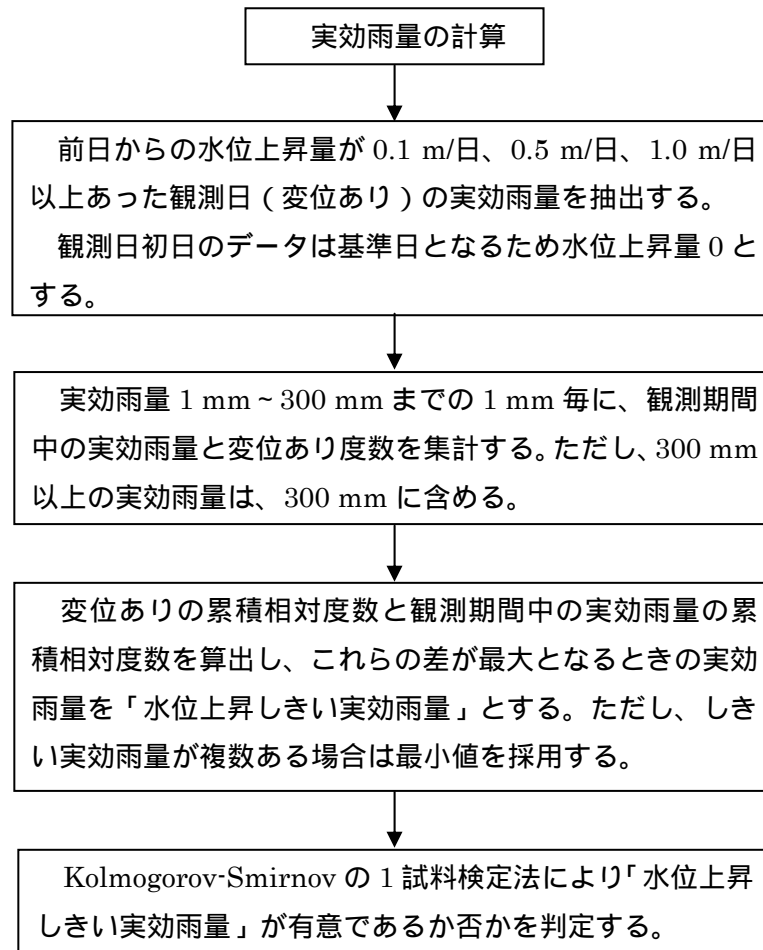 実効雨量の計算
前日からの水位上昇量が 0.1 m/日、0.5 m/日、1.0 m/日
以上あった観測日(変位あり)の実効雨量を抽出する。
観測日初日のデータは基準日となるため水位上昇量 0 と
する。
実効雨量 1 mm ~ 300 mm までの 1 mm 毎に、観測期間
中の実効雨量と変位あり度数を集計する。ただし、300 mm
以上の実効雨量は、300 mm に含める。
変位ありの累積相対度数と観測期間中の実効雨量の累
積相対度数を算出し、これらの差が最大となるときの実効
雨量を「水位上昇しきい実効雨量」とする。ただし、しき
い実効雨量が複数ある場合は最小値を採用する。
Kolmogorov-Smirnov の 1 試料検定法により「水位上昇
しきい実効雨量」が有意であるか否かを判定する。